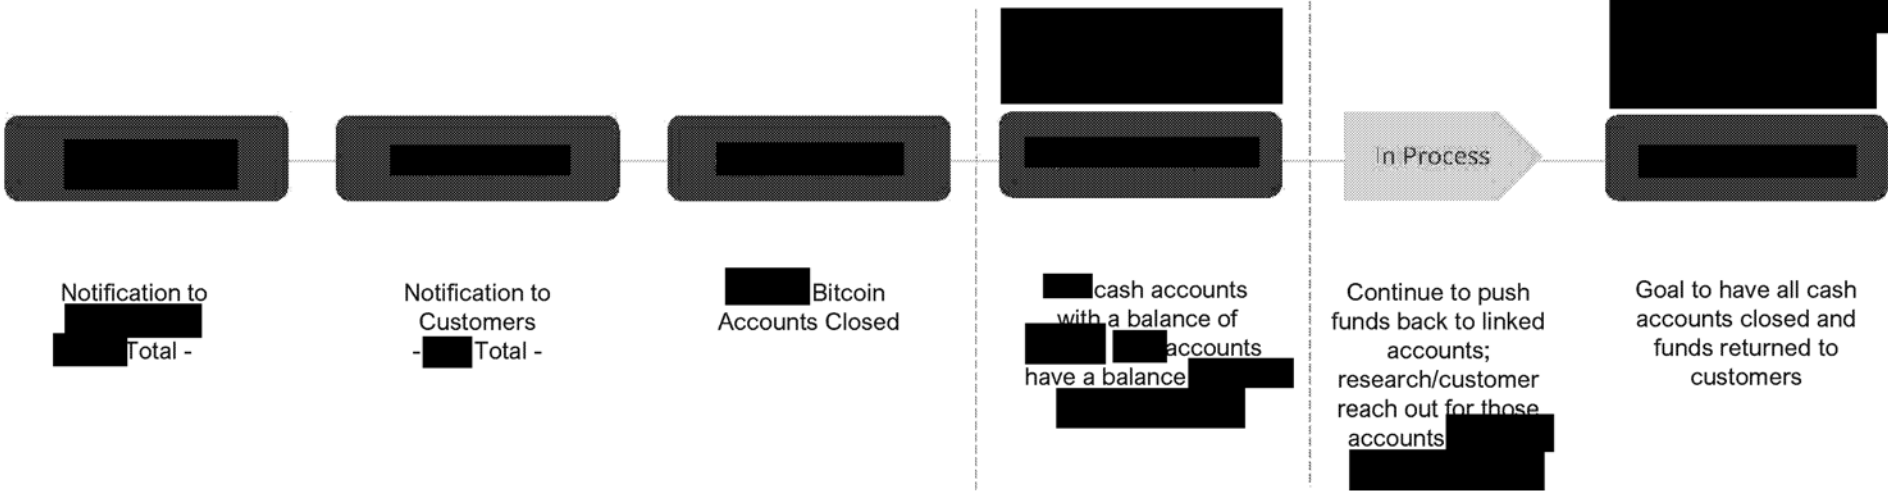 In Process
Notification to
Total -
Notification to
Customers
- Total -
Bitcoin
Accounts Closed
cash accounts
with a balance of
accounts
have a balance
Continue to push
funds back to linked
accounts;
research/customer
reach out for those
accounts
Goal to have all cash
accounts closed and
funds returned to
customers